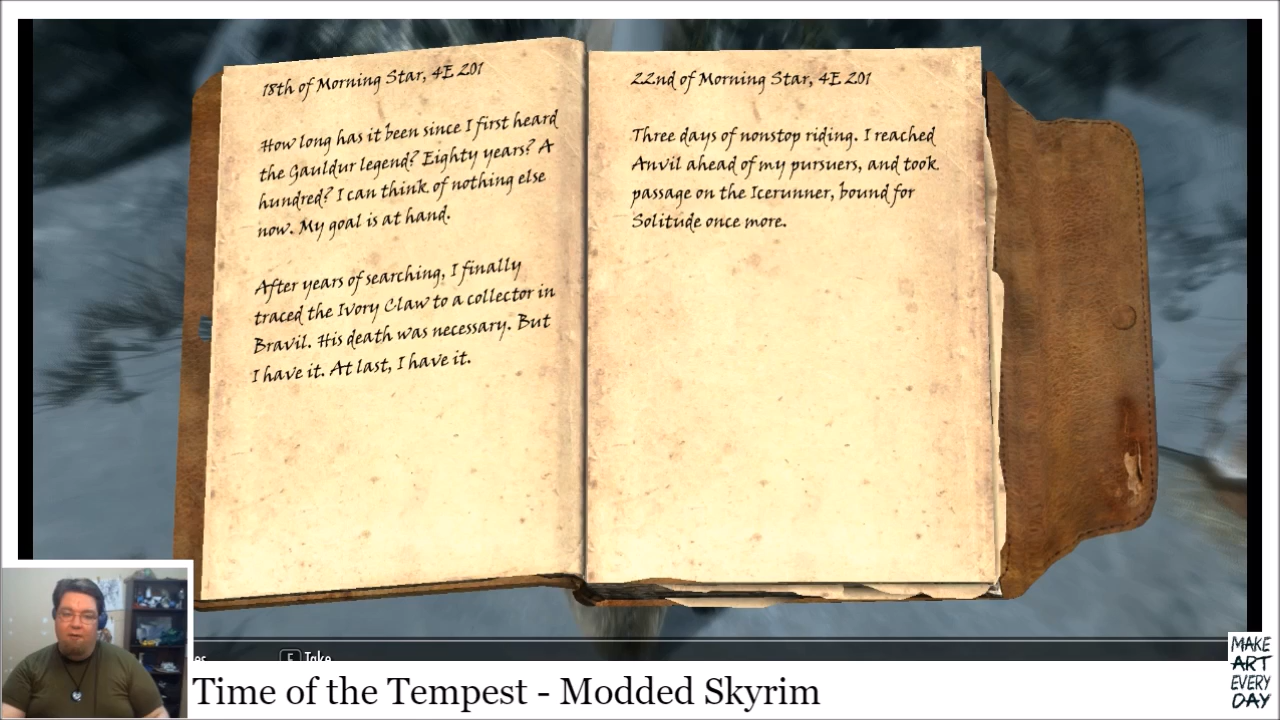 18th of Morning Star, 4E 201
How long has it been since I first heard
the Gauldur legend? Eighty years? A
hundred? I can think of nothing else
now. My goal is at hand.
After years of searching, I finally
traced the Ivory Claw to a collector in
Bravil. His death was necessary. But
I have it. At last, I have it.
22nd of Morning Star, 4E 201
Three days of nonstop riding. I reached
Anvil ahead of my pursuers, and took
passage on the Icerunner, bound for
Solitude once more.
E Take
Time of the Tempest - Modded Skyrim
MAKE
ART
EVERY
DAY